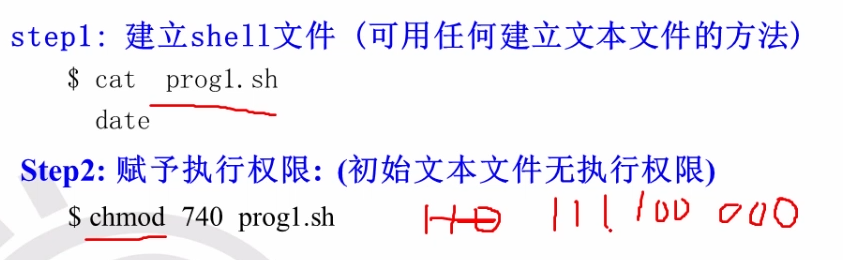 step1: 建立shell文件 (可用任何建立文本文件的方法)
$ cat prog1.sh
date
Step2: 赋予执行权限: (初始文本文件无执行权限)
$ chmod 740 prog1.sh 111 100 000